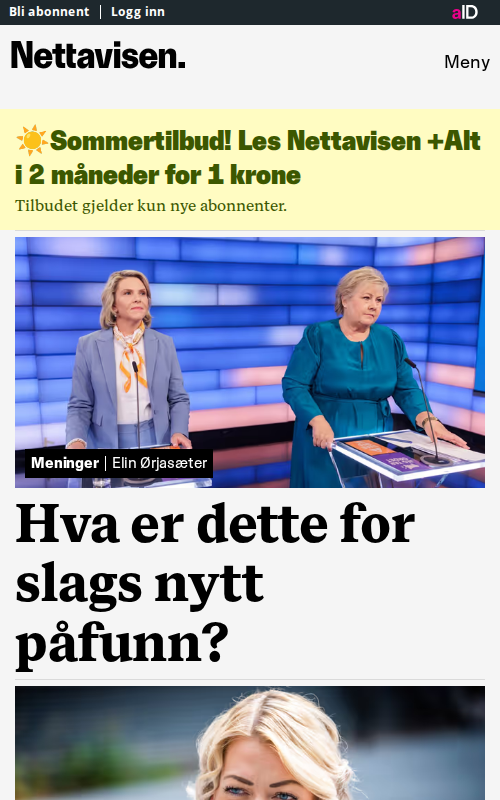 Bli abonnent | Logg inn
aID
Nettavisen.
Meny
☀️Sommertilbud! Les Nettavisen +Alt
i 2 måneder for 1 krone
Tilbudet gjelder kun nye abonnenter.
Meninger | Elin Ørjasæter
Hva er dette for
slags nytt
påfunn?